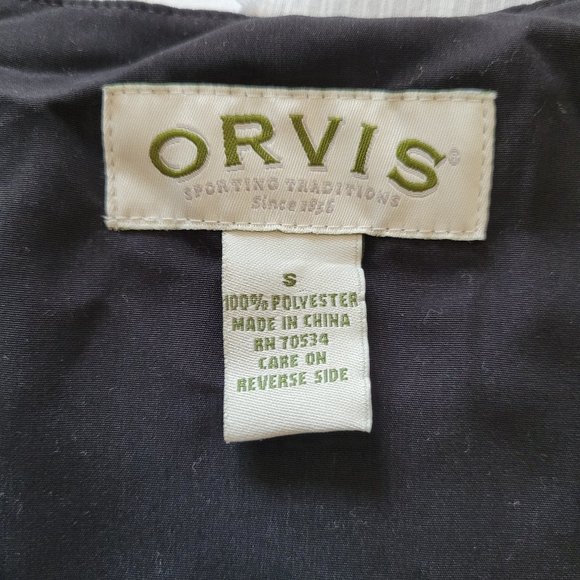 ORVIS®
SPORTING TRADITIONS
Since 1856
S
100% POLYESTER
MADE IN CHINA
RN 70534
CARE ON
REVERSE SIDE